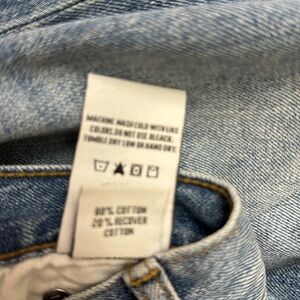 MACHINE WASH COLD WITH LIKE
COLORS. DO NOT USE BLEACH.
TUMBLE DRY LOW OR HANG DRY.
80% COTTON
20% RECOVER
COTTON